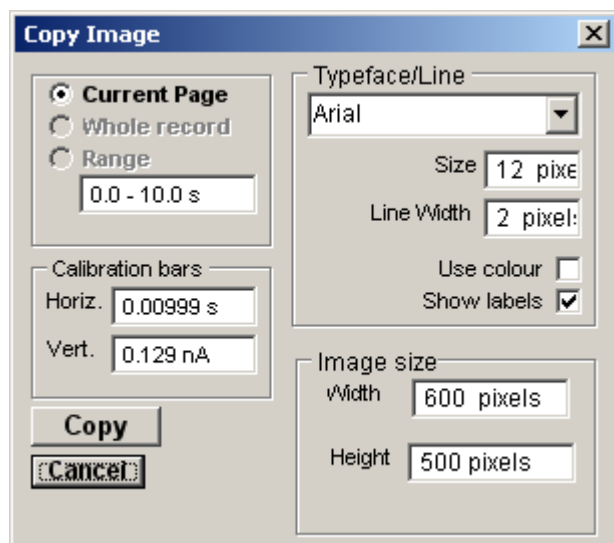 Copy Image
Current Page
Whole record
Range
0.0 - 10.0 s
Calibration bars
Horiz. 0.00999 s
Vert. 0.129 nA
Copy
Cancel
Typeface/Line
Arial
Size 12 pixe
Line Width 2 pixels
Use colour
Show labels
Image size
Width 600 pixels
Height 500 pixels